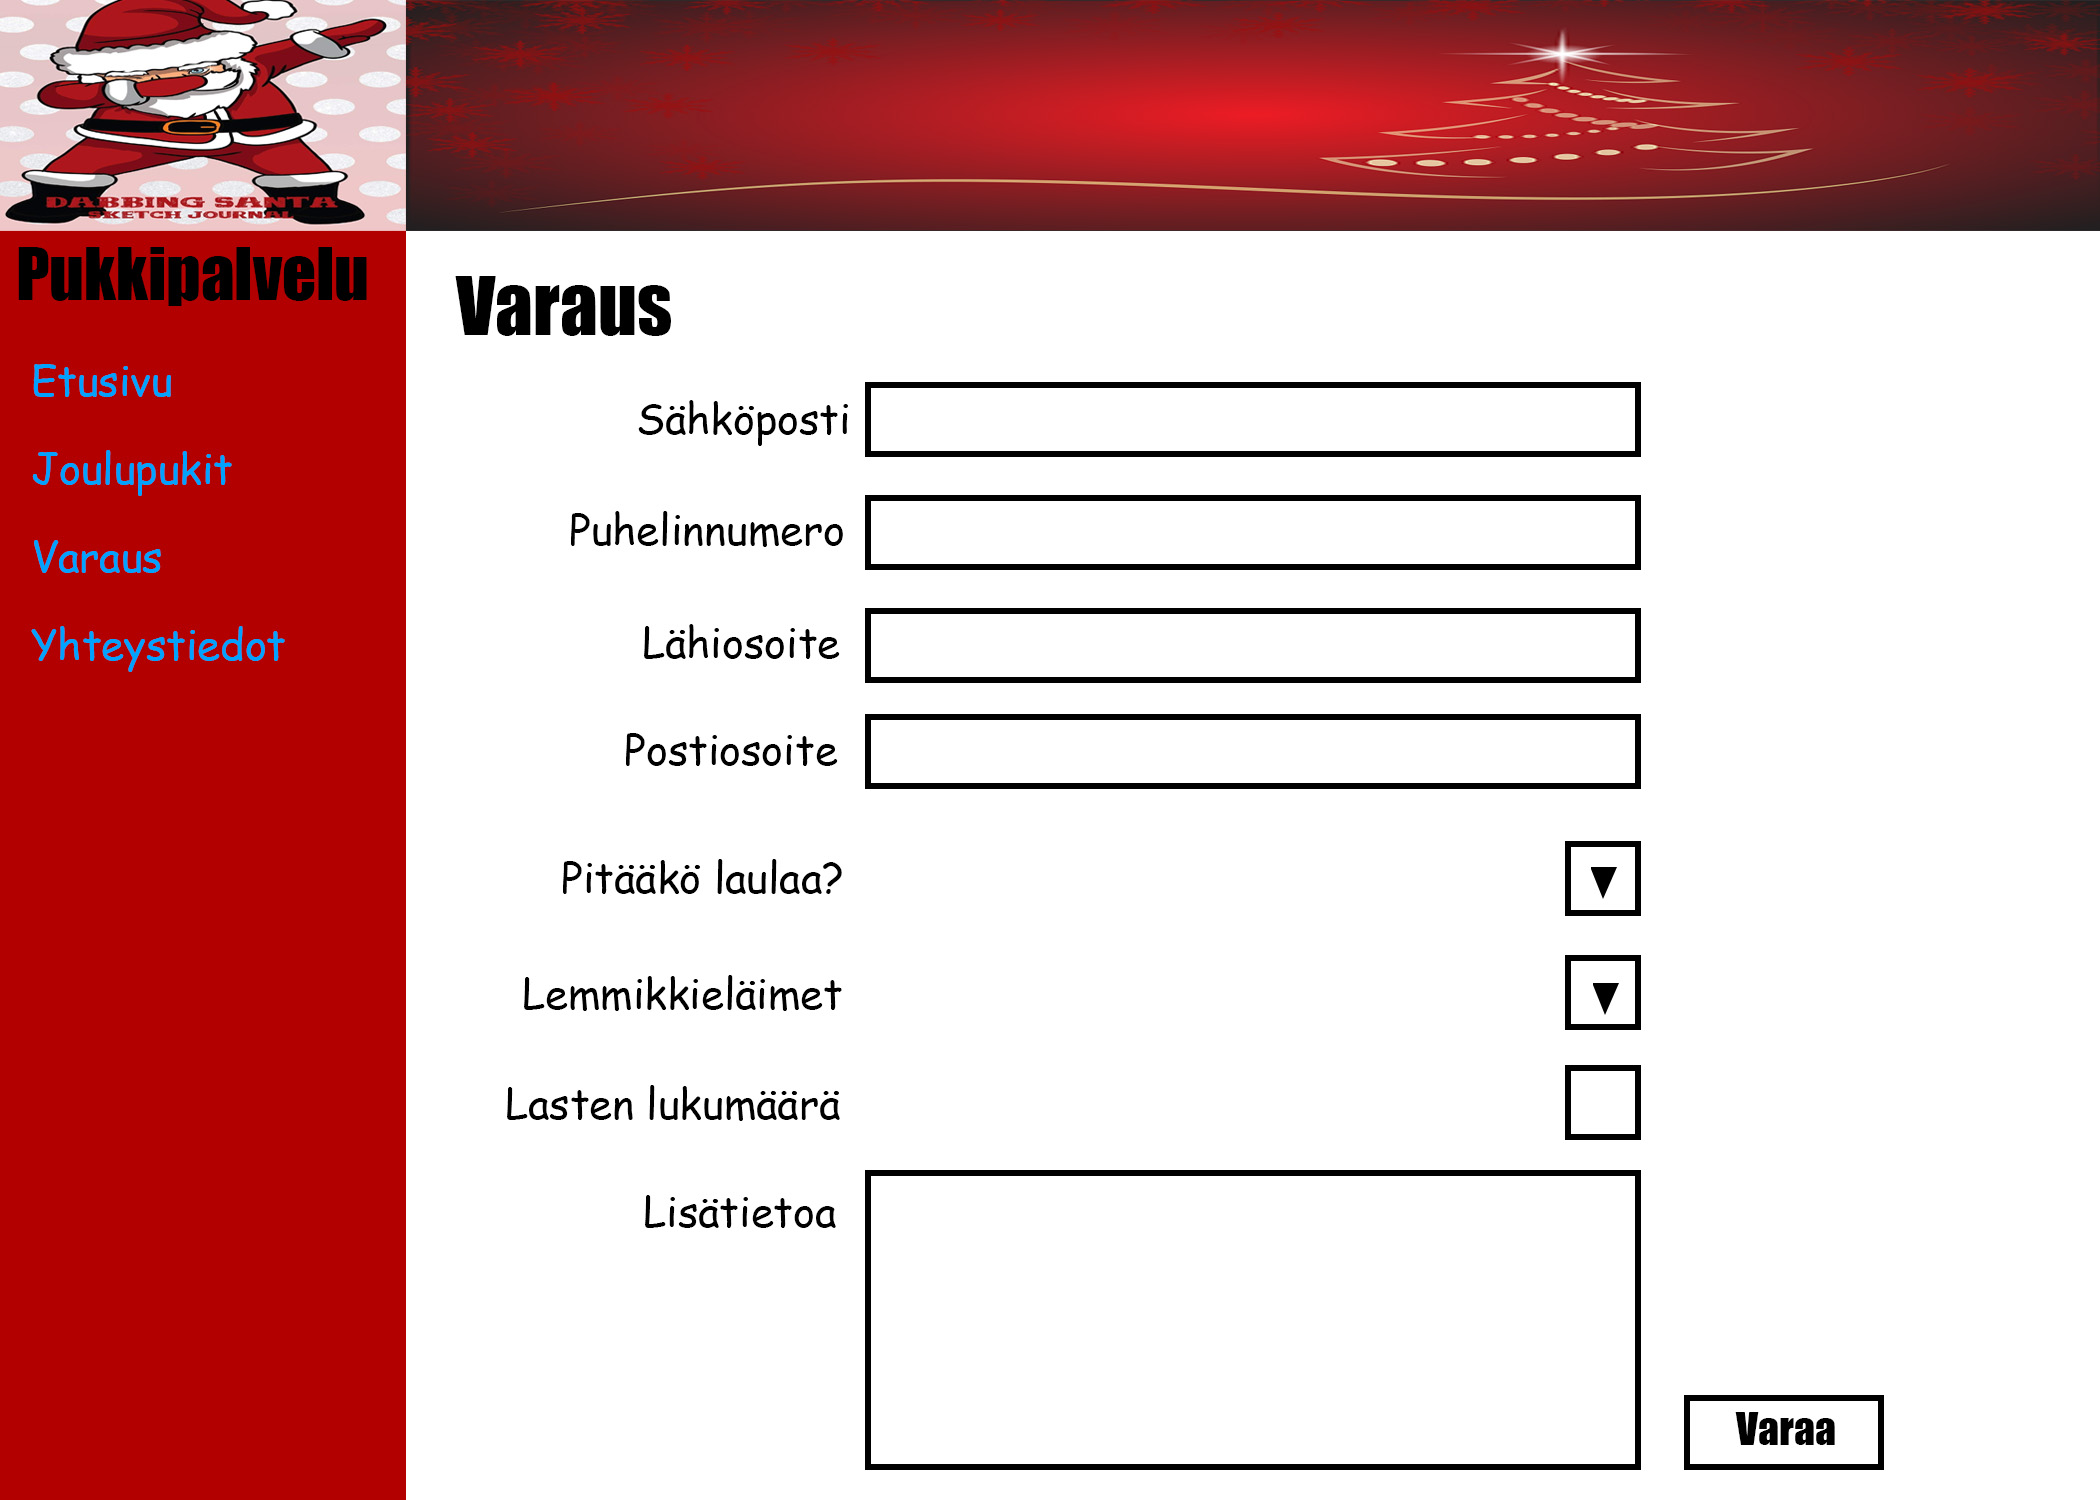 DABBING SANTA
SKETCH JOURNAL
Pukkipalvelu
Etusivu
Joulupukit
Varaus
Yhteystiedot
Varaus
Sähköposti
Puhelinnumero
Lähiosoite
Postiosoite
Pitääkö laulaa?
Lemmikkieläimet
Lasten lukumäärä
Lisätietoa
Varaa